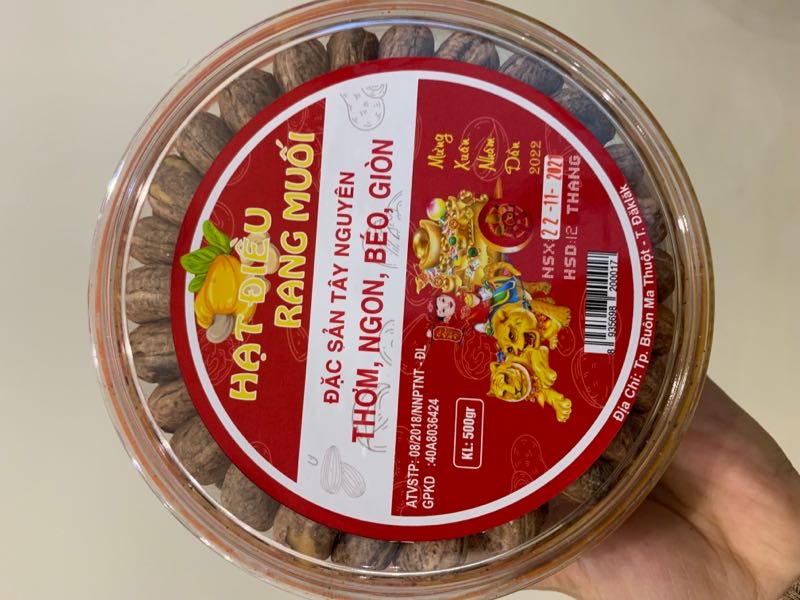 HẠT ĐIỀU
RANG MUỐI
ĐẶC SẢN TÂY NGUYÊN
THƠM, NGON, BÉO, GIÒN
ATVSTP: 08/2018/NNPTNT - ĐL
GPKD :40A8036424
KL: 500gr
Mừng
Xuân
Nhâm
Dần
2022
NSX:22-11-2021
HSD:12 THANG
8 935698 200017
Địa Chỉ: Tp. Buôn Ma Thuột - T. Đăklăk